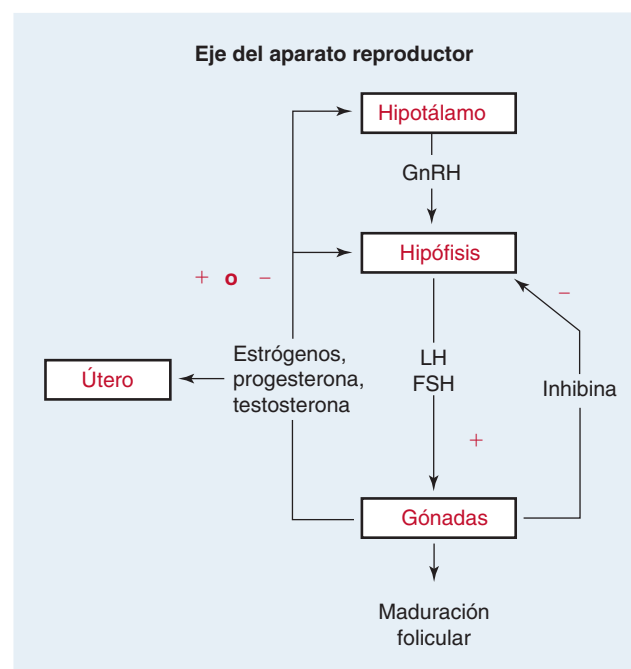 Eje del aparato reproductor
Hipotálamo
GnRH
Hipófisis
+ o −
−
Estrógenos,
progesterona,
testosterona
Útero
LH
FSH
Inhibina
+
Gónadas
Maduración
folicular